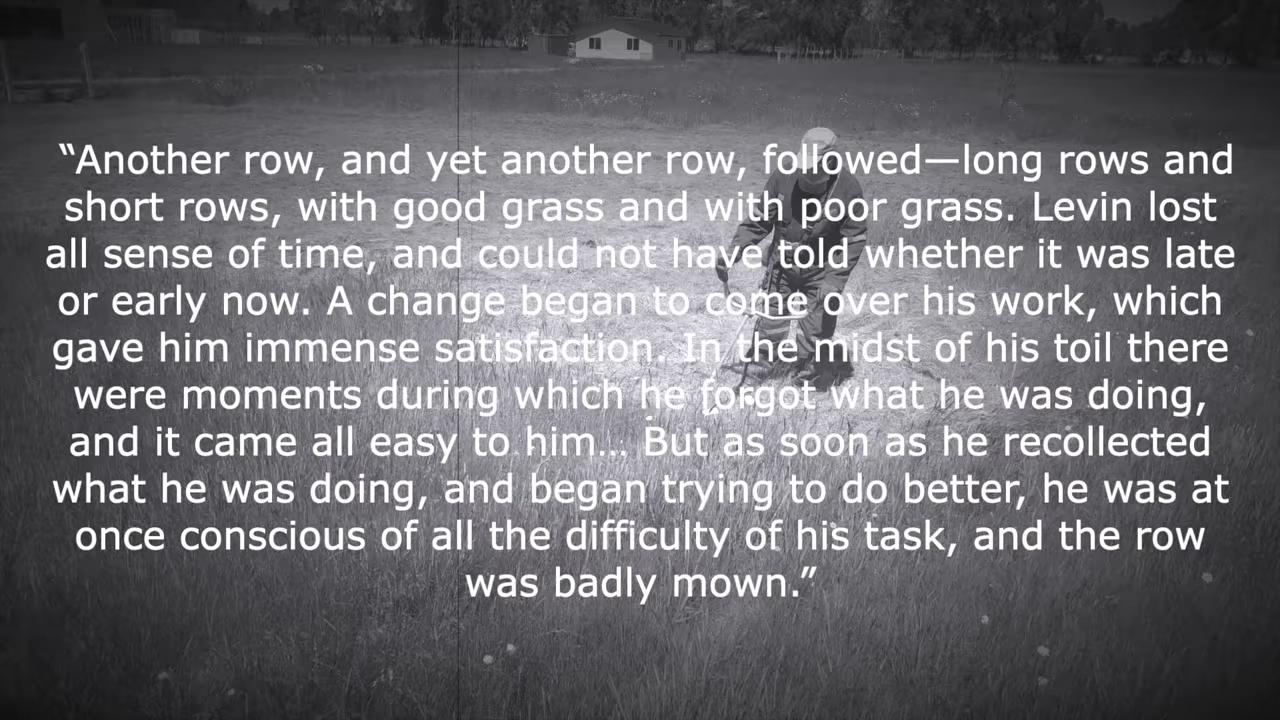 “Another row, and yet another row, followed—long rows and
short rows, with good grass and with poor grass. Levin lost
all sense of time, and could not have told whether it was late
or early now. A change began to come over his work, which
gave him immense satisfaction. In the midst of his toil there
were moments during which he forgot what he was doing,
and it came all easy to him… But as soon as he recollected
what he was doing, and began trying to do better, he was at
once conscious of all the difficulty of his task, and the row
was badly mown.”